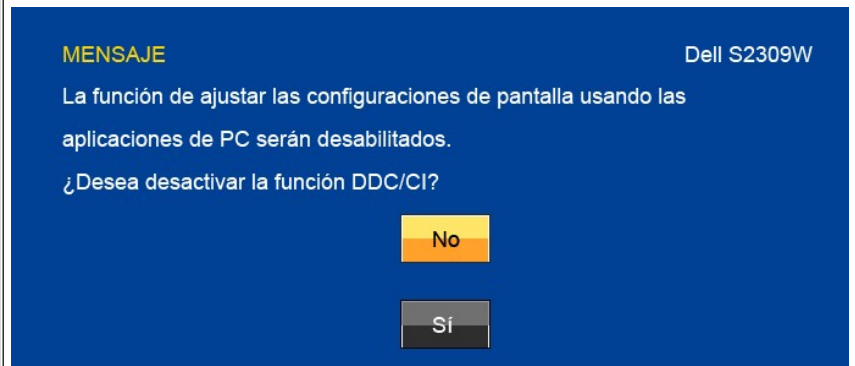 MENSAJE Dell S2309W
La función de ajustar las configuraciones de pantalla usando las
aplicaciones de PC serán desabilitados.
¿Desea desactivar la función DDC/CI?
No
Sí